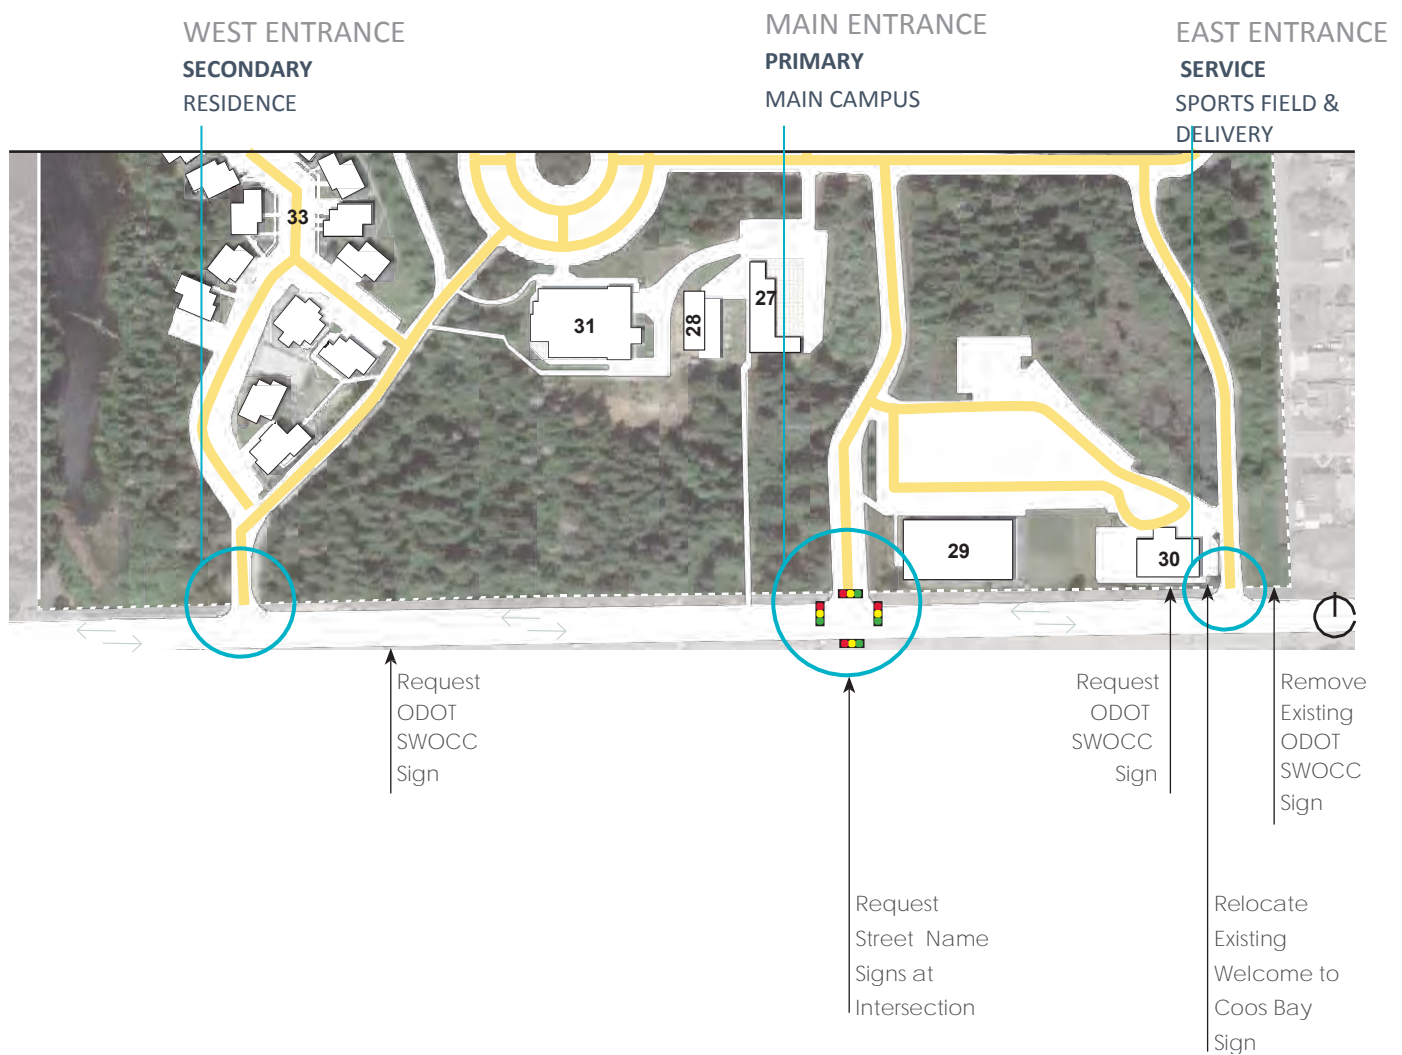 WEST ENTRANCE
SECONDARY
RESIDENCE
MAIN ENTRANCE
PRIMARY
MAIN CAMPUS
EAST ENTRANCE
SERVICE
SPORTS FIELD &
DELIVERY
33
31
28
27
29
30
Request
ODOT
SWOCC
Sign
Request
Street Name
Signs at
Intersection
Request
ODOT
SWOCC
Sign
Relocate
Existing
Welcome to
Coos Bay
Sign
Remove
Existing
ODOT
SWOCC
Sign